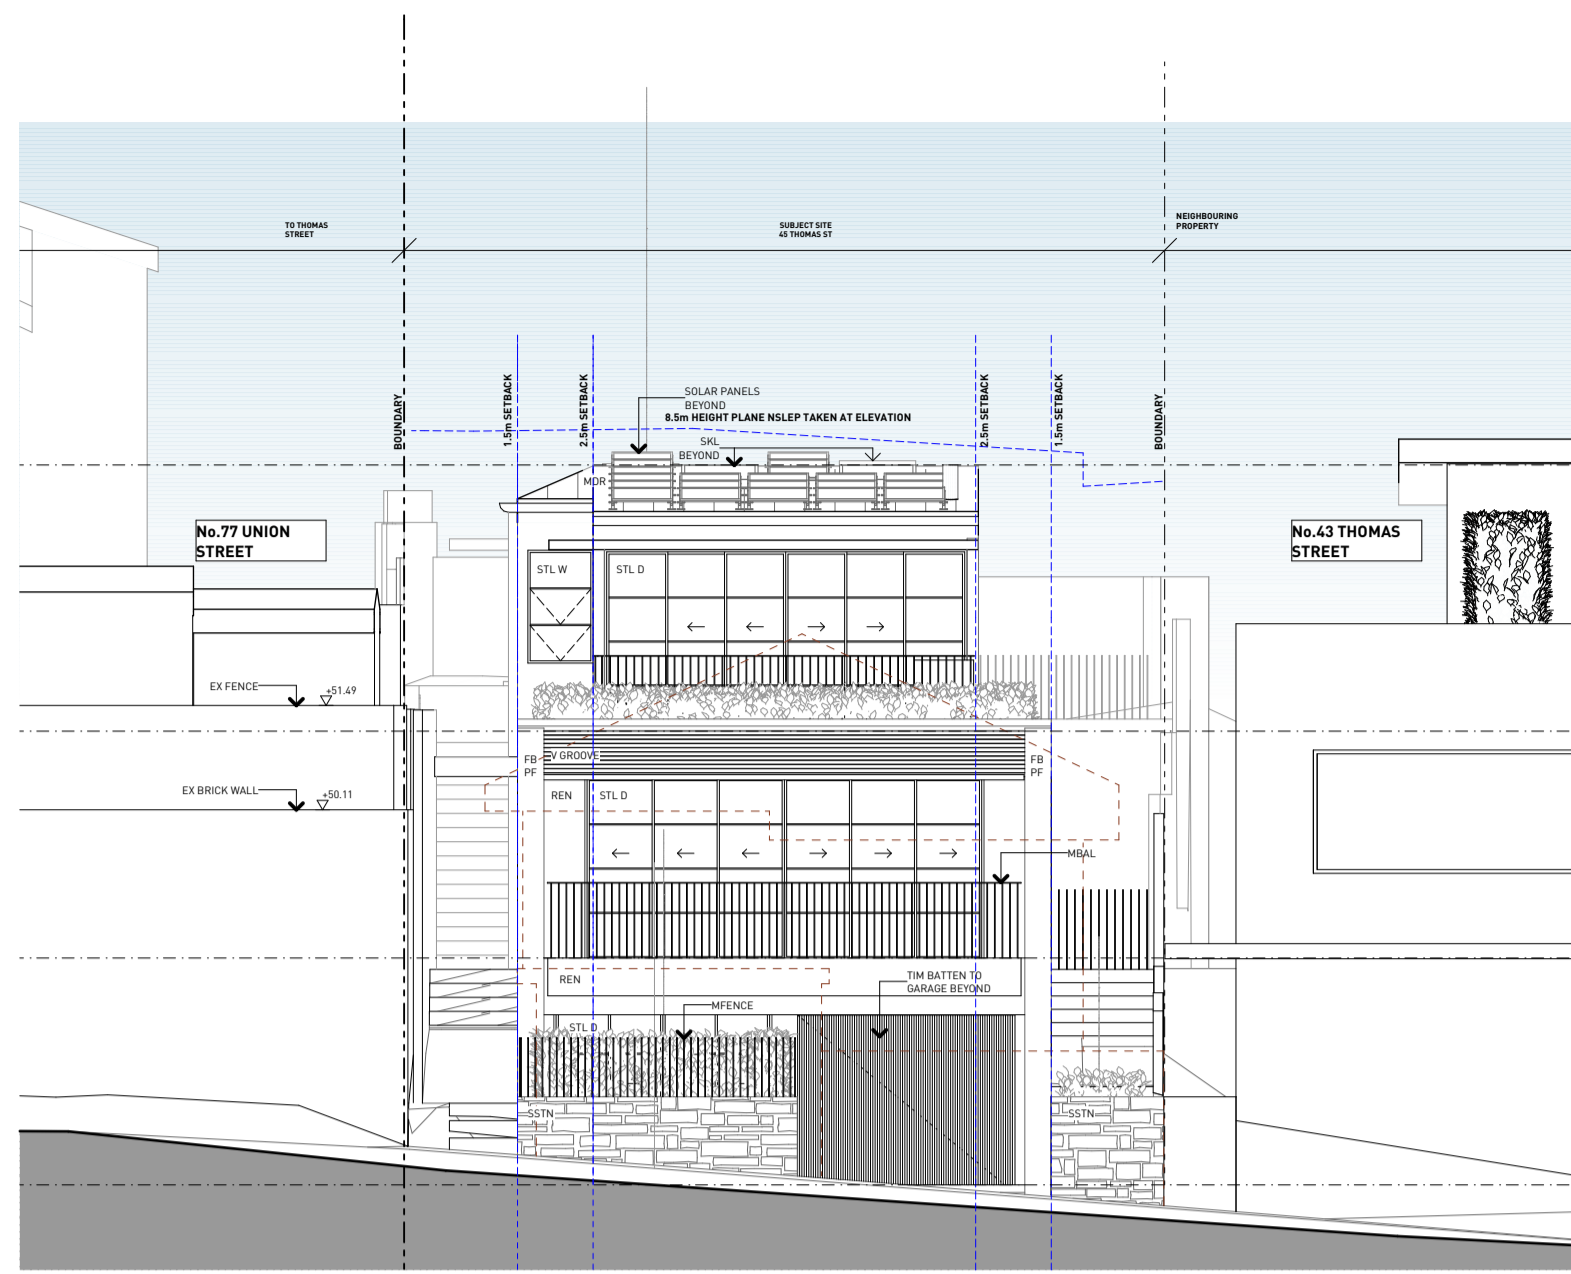 TO THOMAS
STREET
SUBJECT SITE
45 THOMAS ST
NEIGHBOURING
PROPERTY
BOUNDARY
1.5m SETBACK
2.5m SETBACK
SOLAR PANELS
BEYOND
8.5m HEIGHT PLANE NSLEP TAKEN AT ELEVATION
SKL
BEYOND
2.5m SETBACK
1.5m SETBACK
BOUNDARY
MDR
No.77 UNION
STREET
No.43 THOMAS
STREET
STL W
STL D
EX FENCE
+51.49
FB
PF
V GROOVE
FB
PF
EX BRICK WALL
+50.11
REN
STL D
MBAL
REN
TIM BATTEN TO
GARAGE BEYOND
MFENCE
STL D
SSTN
SSTN